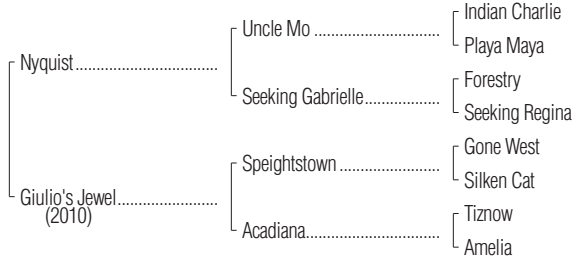 Indian Charlie
Uncle Mo
Playa Maya
Nyquist
Forestry
Seeking Gabrielle
Seeking Regina
Gone West
Speightstown
Silken Cat
Giulio's Jewel
(2010)
Tiznow
Acadiana
Amelia